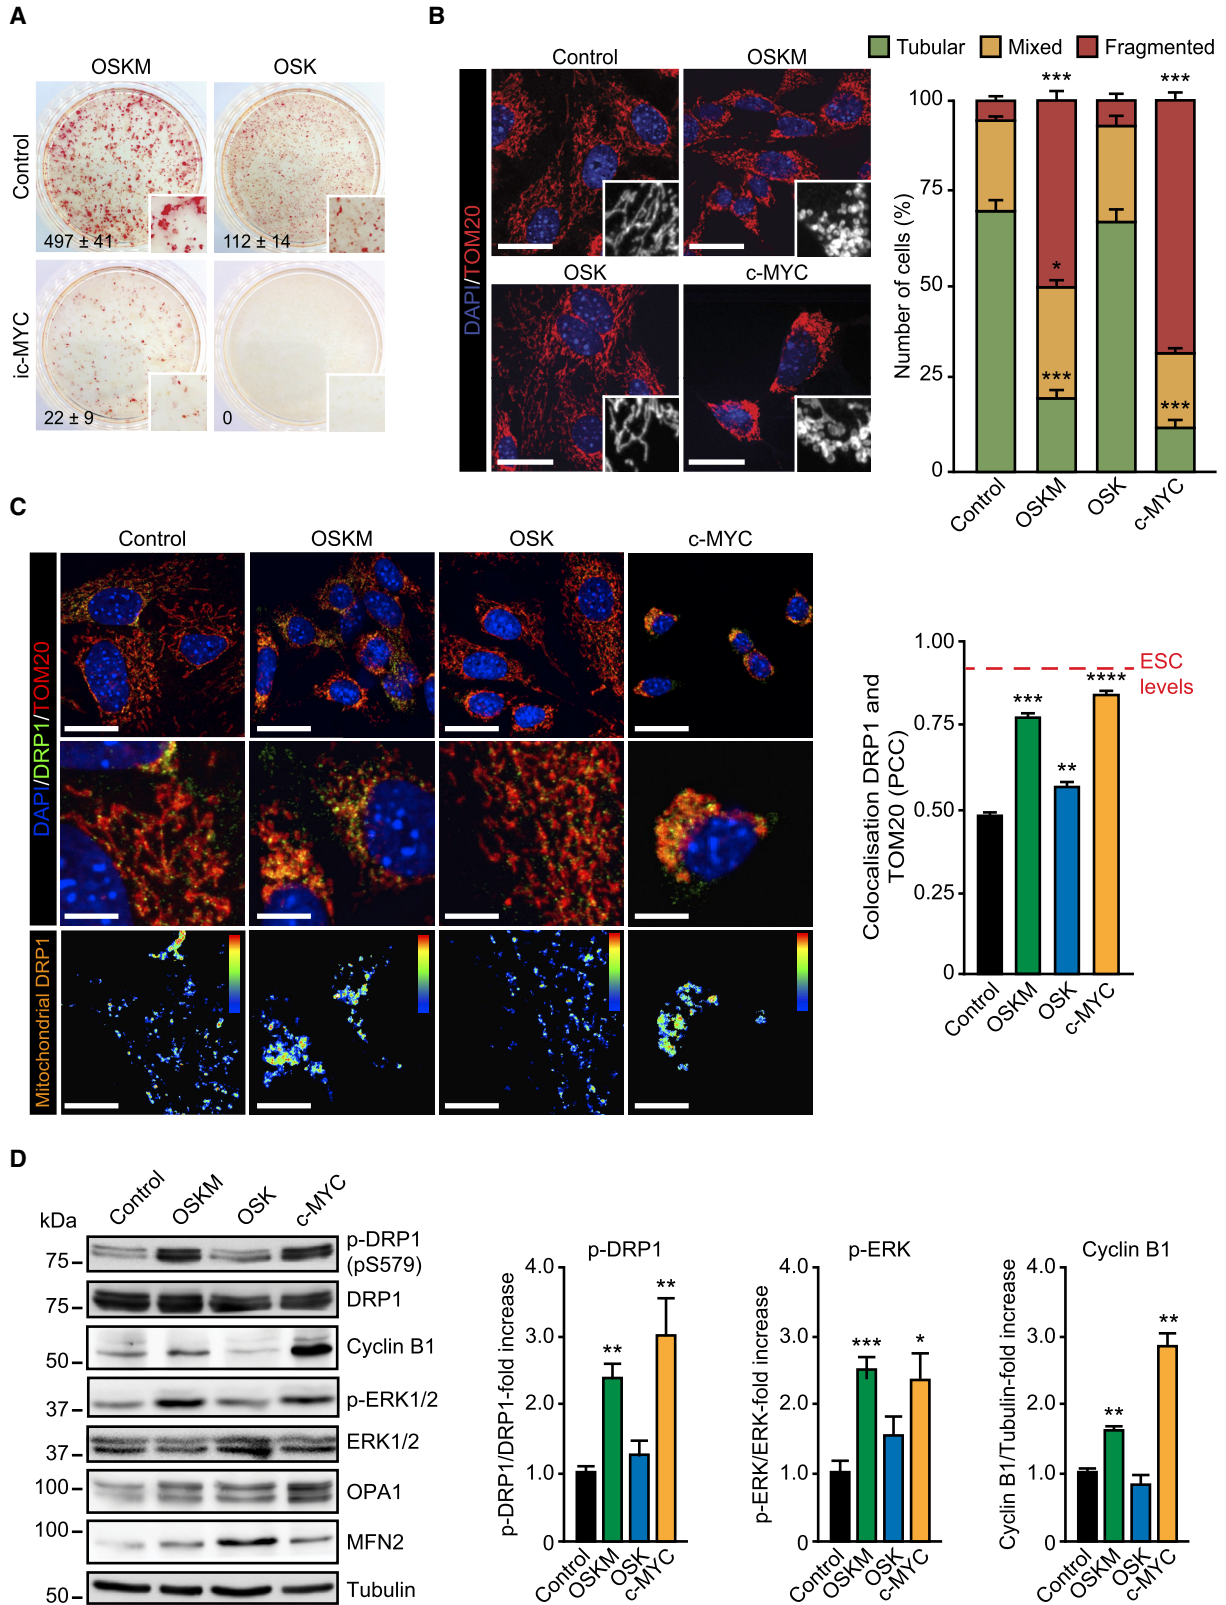 A
OSKM
OSK
Control
497 ± 41
112 ± 14
ic-MYC
22 ± 9
0
B
Tubular
Mixed
Fragmented
Control
OSKM
OSK
c-MYC
DAPI/TOM20
Number of cells (%)
100
75
50
25
0
***
***
*
***
***
Control
OSKM
OSK
c-MYC
C
Control
OSKM
OSK
c-MYC
DAPI/DRP1/TOM20
Mitochondrial DRP1
Colocalisation DRP1 and
TOM20 (PCC)
1.00
0.75
0.50
0.25
0
ESC
levels
***
**
****
Control
OSKM
OSK
c-MYC
D
kDa
Control
OSKM
OSK
c-MYC
75
p-DRP1
(pS579)
75
DRP1
50
Cyclin B1
37
p-ERK1/2
37
ERK1/2
100
OPA1
100
MFN2
50
Tubulin
p-DRP1
p-DRP1/DRP1-fold increase
4.0
3.0
2.0
1.0
0
**
**
Control
OSKM
OSK
c-MYC
p-ERK
p-ERK/ERK-fold increase
4.0
3.0
2.0
1.0
0
***
*
Control
OSKM
OSK
c-MYC
Cyclin B1
Cyclin B1/Tubulin-fold increase
4.0
3.0
2.0
1.0
0
**
**
Control
OSKM
OSK
c-MYC